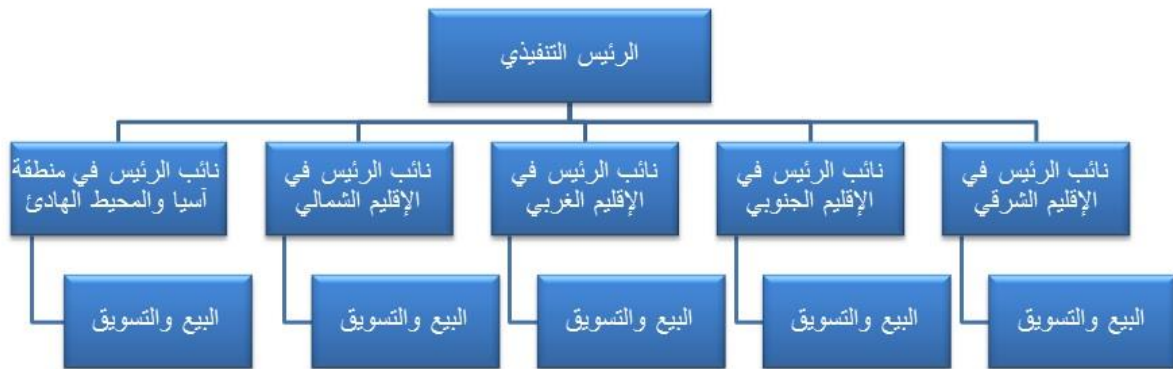 الرئيس التنفيذي
نائب الرئيس في
الإقليم الشرقي
نائب الرئيس في
الإقليم الجنوبي
نائب الرئيس في
الإقليم الغربي
نائب الرئيس في
الإقليم الشمالي
نائب الرئيس في منطقة
آسيا والمحيط الهادئ
البيع والتسويق
البيع والتسويق
البيع والتسويق
البيع والتسويق
البيع والتسويق